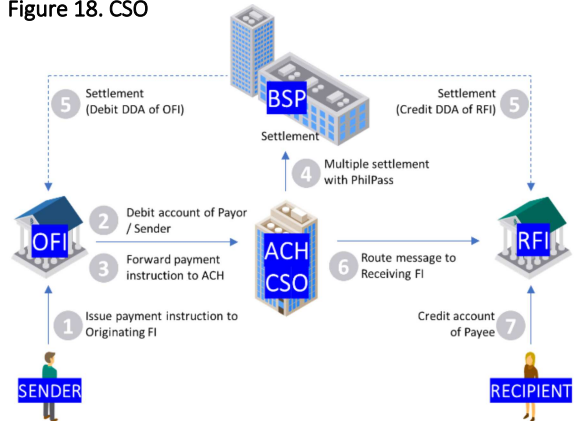 Figure 18. CSO
BSP
Settlement
5
Settlement
(Debit DDA of OFI)
Settlement
(Credit DDA of RFI)
5
4
Multiple settlement
with PhilPass
OFI
2
Debit account of Payor
/ Sender
3
Forward payment
instruction to ACH
ACH
CSO
6
Route message to
Receiving FI
RFI
1
Issue payment instruction to
Originating FI
Credit account
of Payee
7
SENDER
RECIPIENT